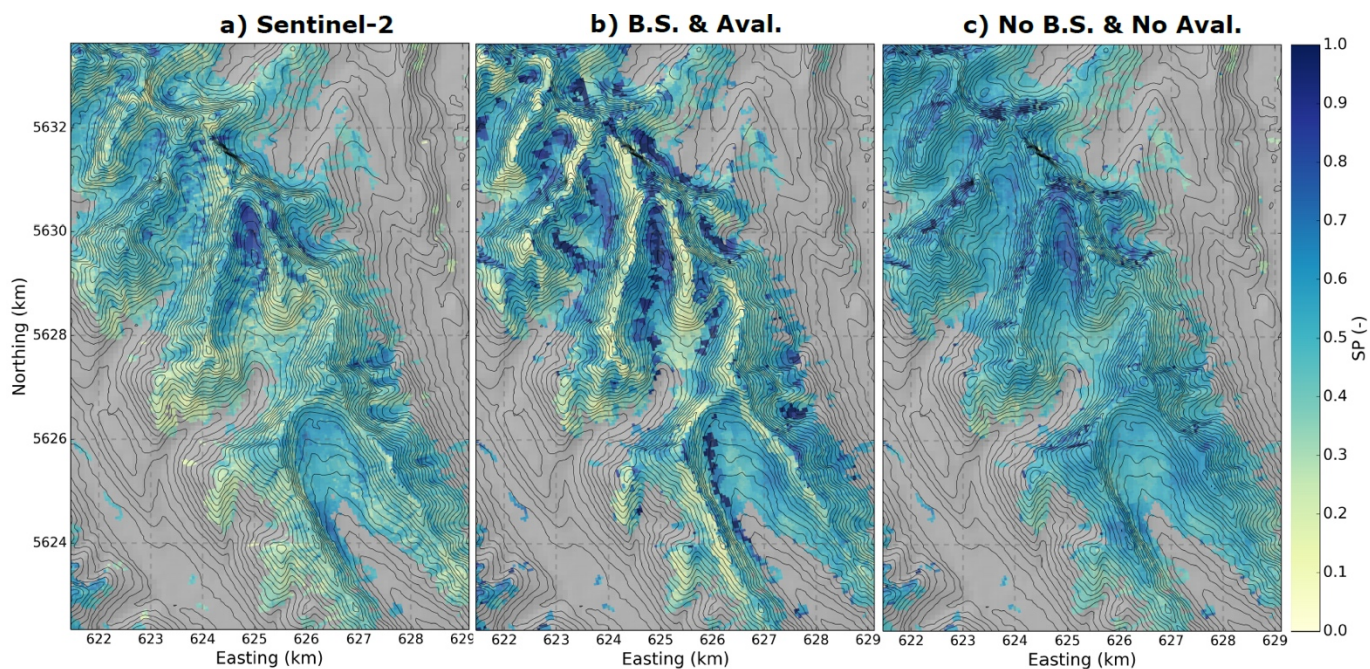 a) Sentinel-2
b) B.S. & Aval.
c) No B.S. & No Aval.
Northing (km)
5632
5630
5628
5626
5624
622 623 624 625 626 627 628 629
622 623 624 625 626 627 628 629
622 623 624 625 626 627 628 629
Easting (km)
Easting (km)
Easting (km)
1.0
0.9
0.8
0.7
0.6
0.5
0.4
0.3
0.2
0.1
0.0
SP (-)